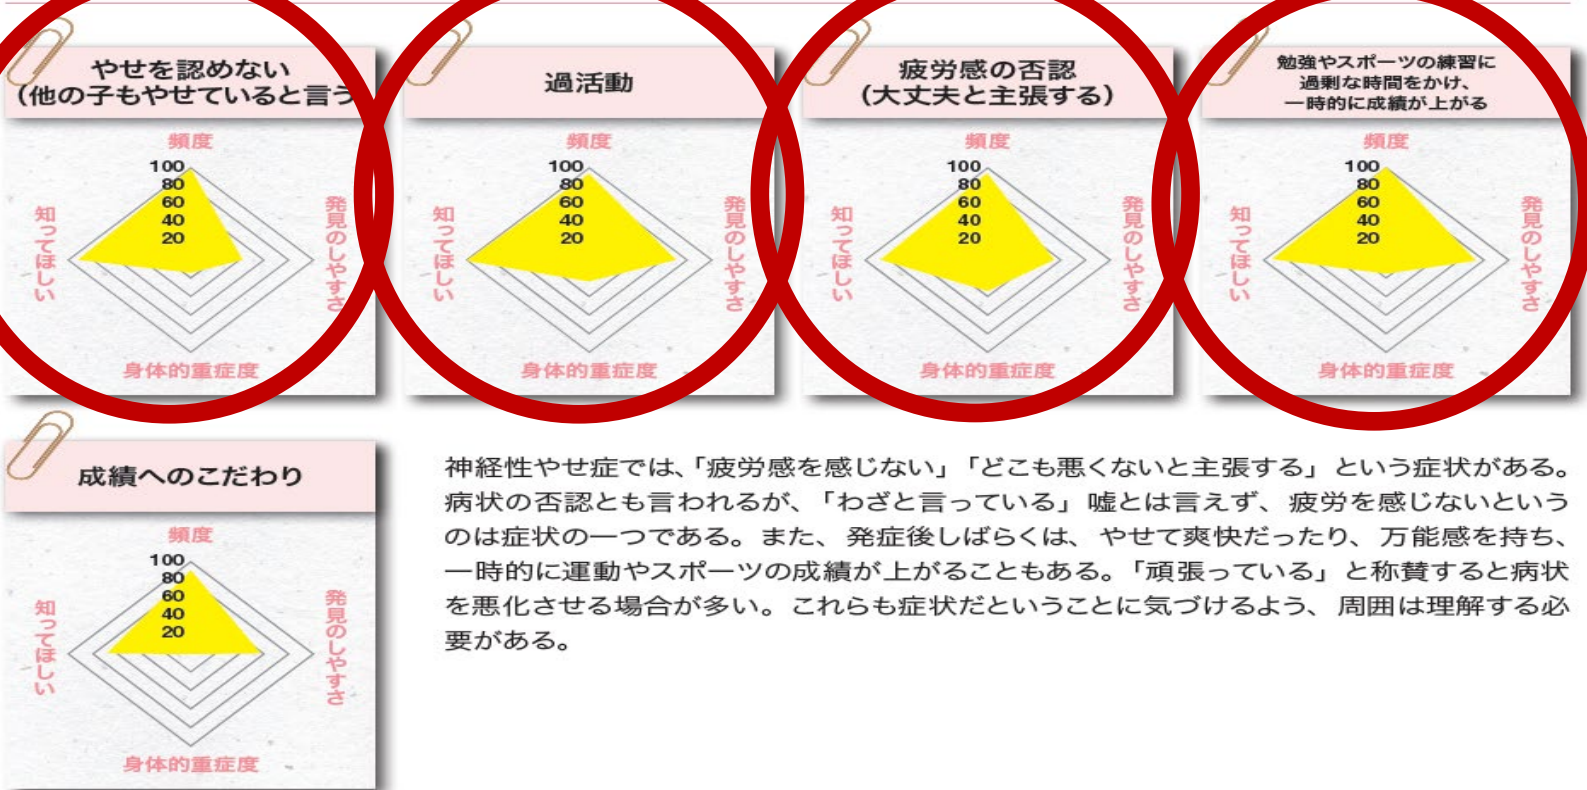 やせを認めない
(他の子もやせていると言う
頻度
100
80
60
40
20
知ってほしい
発見のしやすさ
身体的重症度
過活動
頻度
100
80
60
40
20
知ってほしい
発見のしやすさ
身体的重症度
疲労感の否認
(大丈夫と主張する)
頻度
100
80
60
40
20
知ってほしい
発見のしやすさ
身体的重症度
勉強やスポーツの練習に
過剰な時間をかけ、
一時的に成績が上がる
頻度
100
80
60
40
20
知ってほしい
発見のしやすさ
身体的重症度
成績へのこだわり
頻度
100
80
60
40
20
知ってほしい
発見のしやすさ
身体的重症度
神経性やせ症では、「疲労感を感じない」「どこも悪くないと主張する」という症状がある。
病状の否認とも言われるが、「わざと言っている」嘘とは言えず、疲労を感じないという
のは症状の一つである。また、発症後しばらくは、やせて爽快だったり、万能感を持ち、
一時的に運動やスポーツの成績が上がることもある。「頑張っている」と称賛すると病状
を悪化させる場合が多い。これらも症状だということに気づけるよう、周囲は理解する必
要がある。